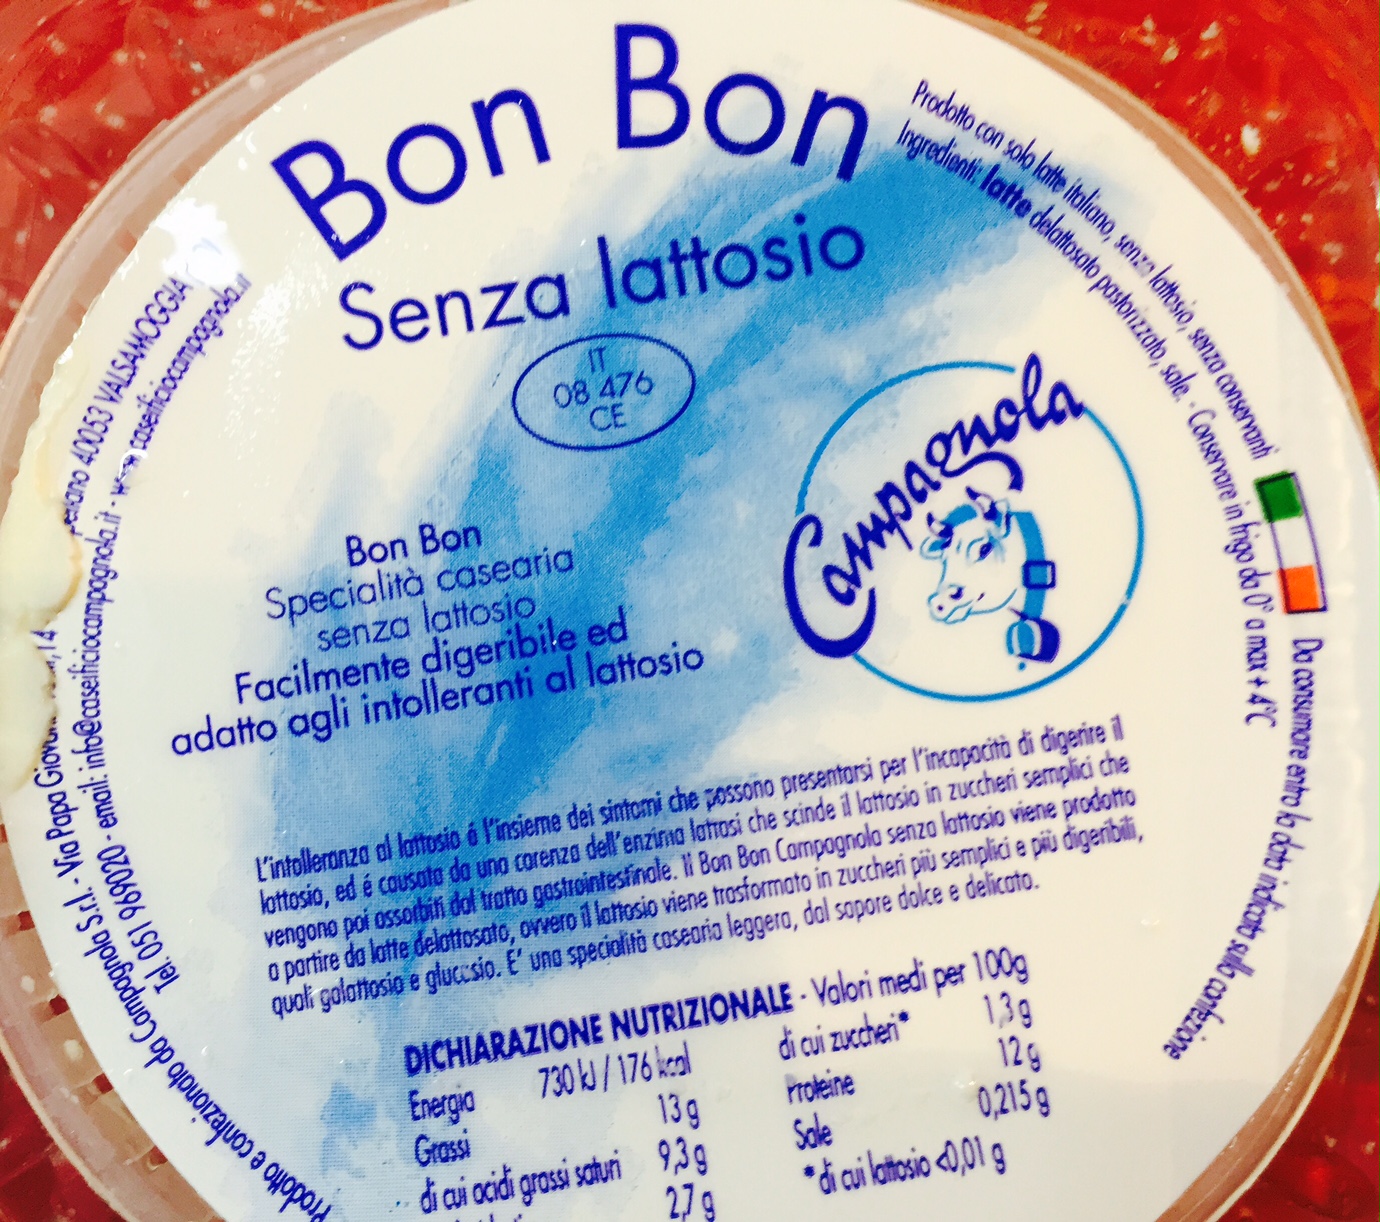 Bon Bon
Senza lattosio
IT
08 476
CE
Prodotto con solo latte italiano, senza lattosio, senza conservanti
Ingredienti: latte delattosato pastorizzato, sale. - Conservare in frigo da 0° a max + 4°C
Da consumare entro la data indicata sulla confezione
Campagnola
Bon Bon
Specialità casearia
senza lattosio
Facilmente digeribile ed
adatto agli intolleranti al lattosio
L'intolleranza al lattosio é l'insieme dei sintomi che possono presentarsi per l'incapacità di digerire il
lattosio, ed é causata da una carenza dell'enzima lattasi che scinde il lattosio in zuccheri semplici che
vengono poi assorbiti dal tratto gastrointestinale. Il Bon Bon Campagnola senza lattosio viene prodotto
a partire da latte delattosato, ovvero il lattosio viene trasformato in zuccheri più semplici e più digeribili,
quali galattosio e glucosio. E' una specialità casearia leggera, dal sapore dolce e delicato.
DICHIARAZIONE NUTRIZIONALE - Valori medi per 100g
Energia 730 kJ / 176 kcal
Grassi 13 g
di cui acidi grassi saturi 9,3 g
2,7 g
di cui zuccheri* 1,3 g
Proteine 12 g
Sale 0,215 g
*di cui lattosio <0,01 g
Prodotto e confezionato da Campagnola S.r.l. - Via Papa 40053 VALSAMOGGIA
Tel. 051 969020 - email: info@caseificiocampagnola.it - caseificiocampagnola.it